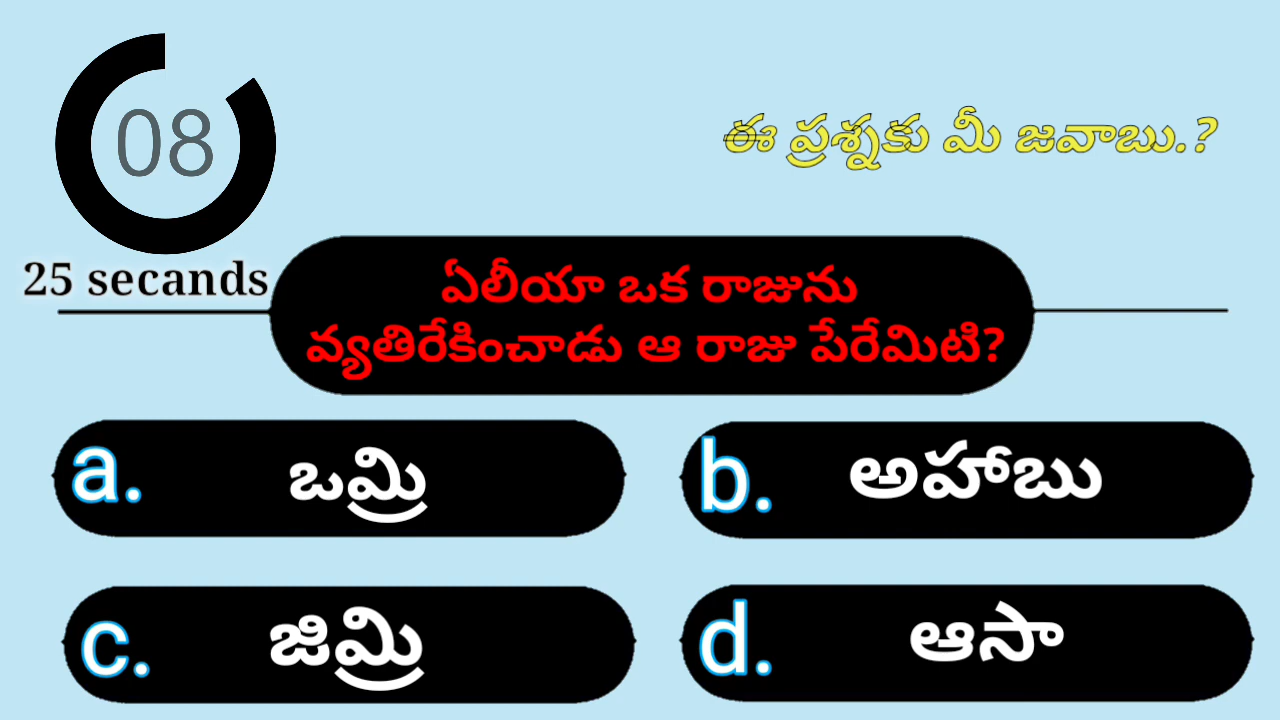 08
ఈ ప్రశ్నకు మీ జవాబు.?
25 secands
ఏలీయా ఒక రాజును
వ్యతిరేకించాడు ఆ రాజు పేరేమిటి?
a. ఒమ్రి
b. అహాబు
c. జిమ్రి
d. ఆసా